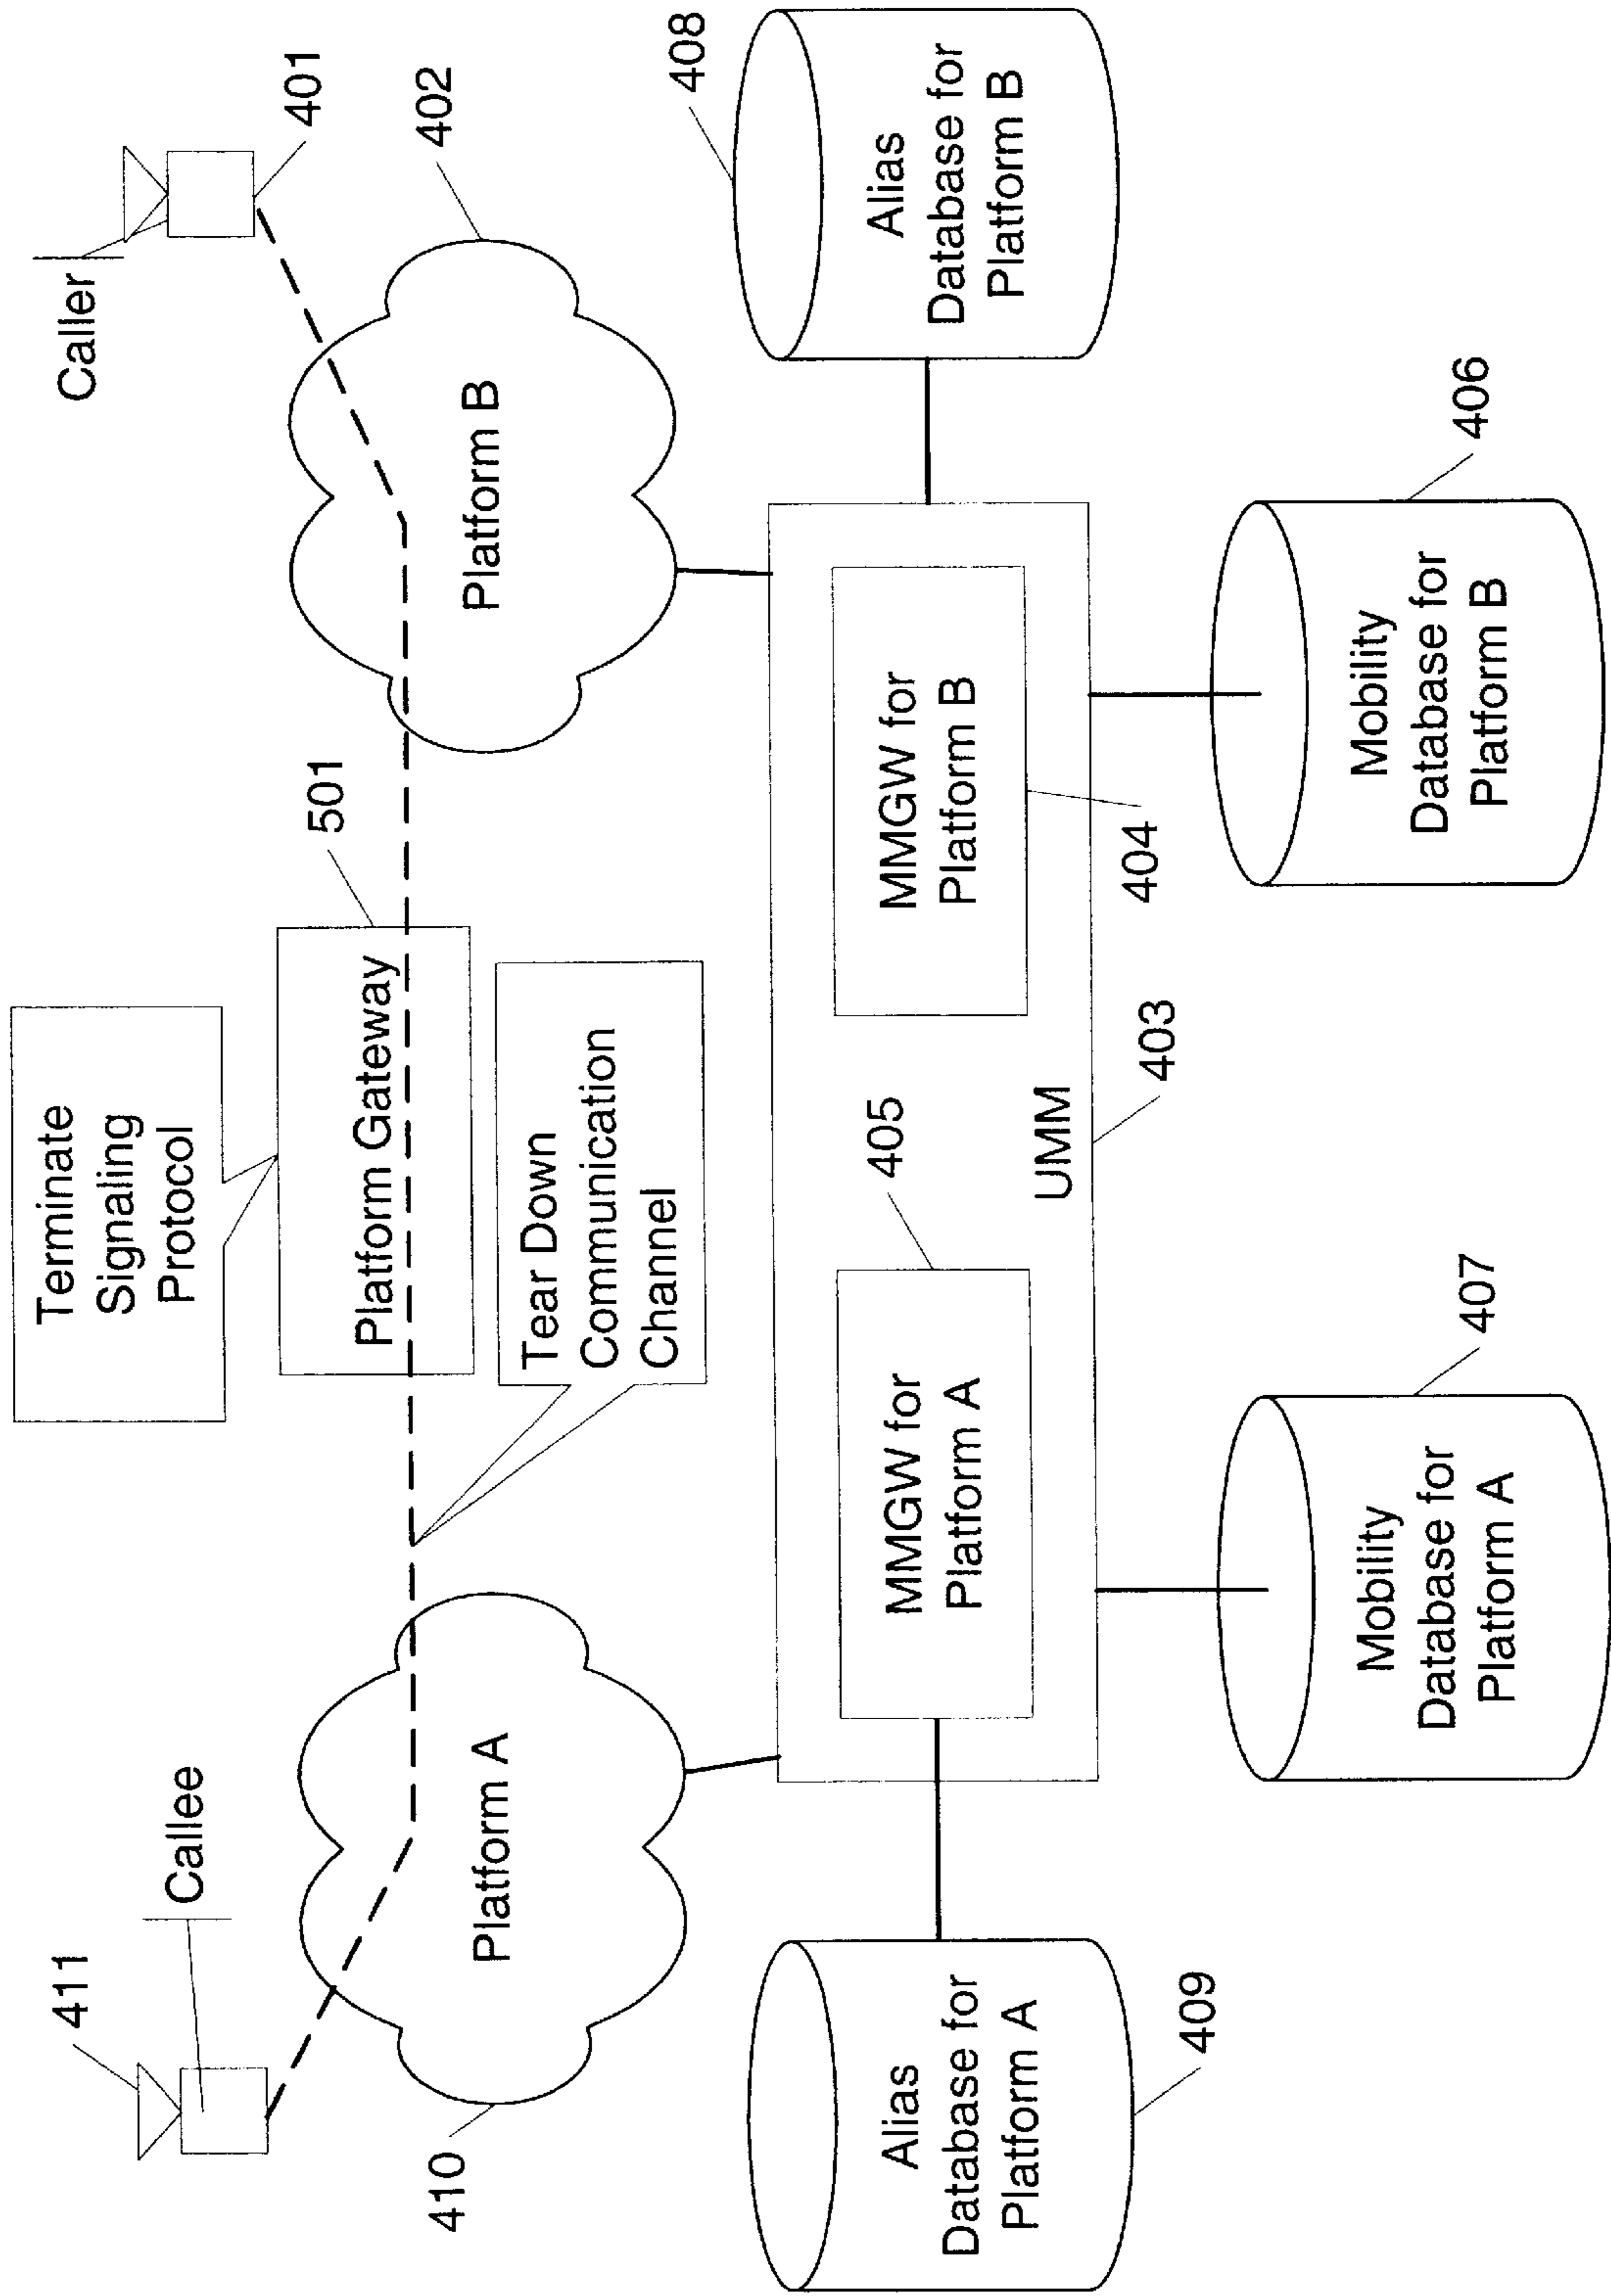 411
Callee
Caller
401
Terminate
Signaling
Protocol
501
402
Platform A
Platform Gateway
Platform B
410
Tear Down
Communication
Channel
408
Alias
Database for
Platform A
409
MMGW for
Platform A
405
UMM
403
MMGW for
Platform B
404
Alias
Database for
Platform B
Mobility
Database for
Platform A
407
Mobility
Database for
Platform B
406